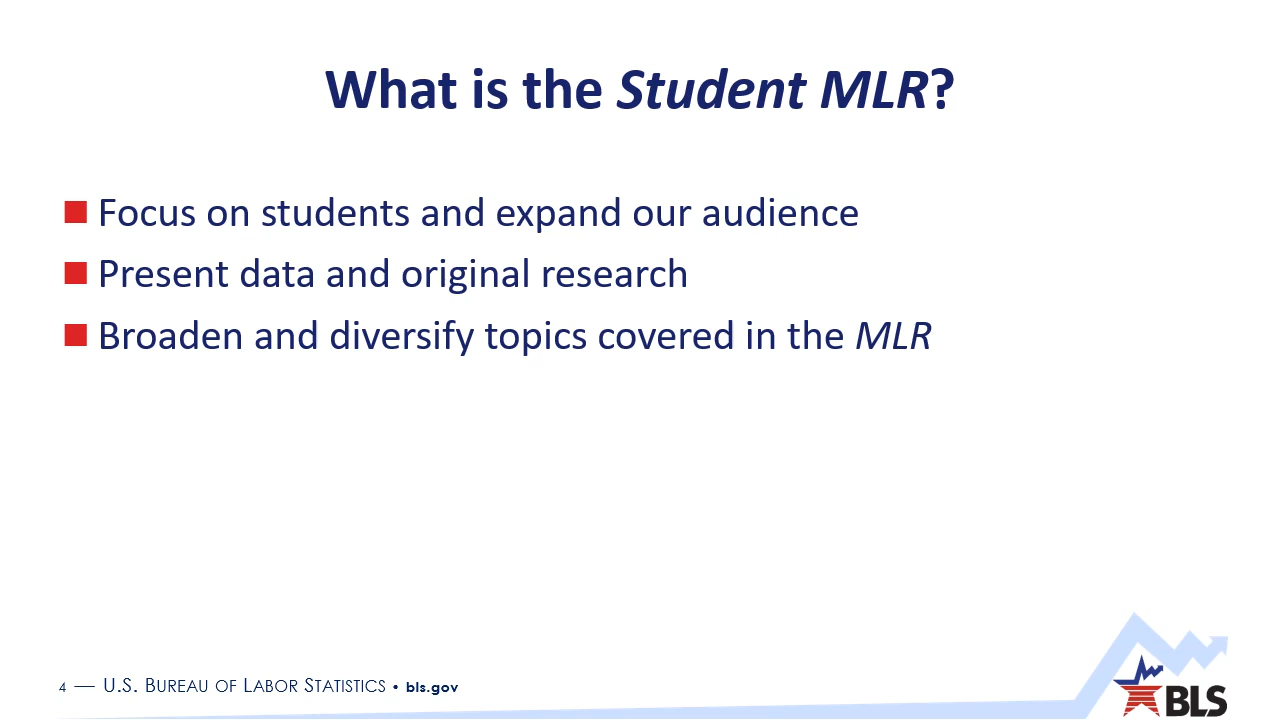 What is the Student MLR?
Focus on students and expand our audience
Present data and original research
Broaden and diversify topics covered in the MLR
4 — U.S. BUREAU OF LABOR STATISTICS • bls.gov
BLS